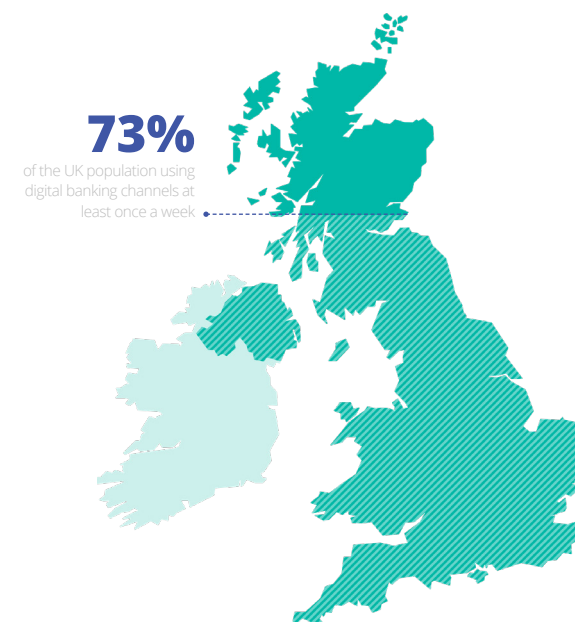 73%
of the UK population using
digital banking channels at
least once a week